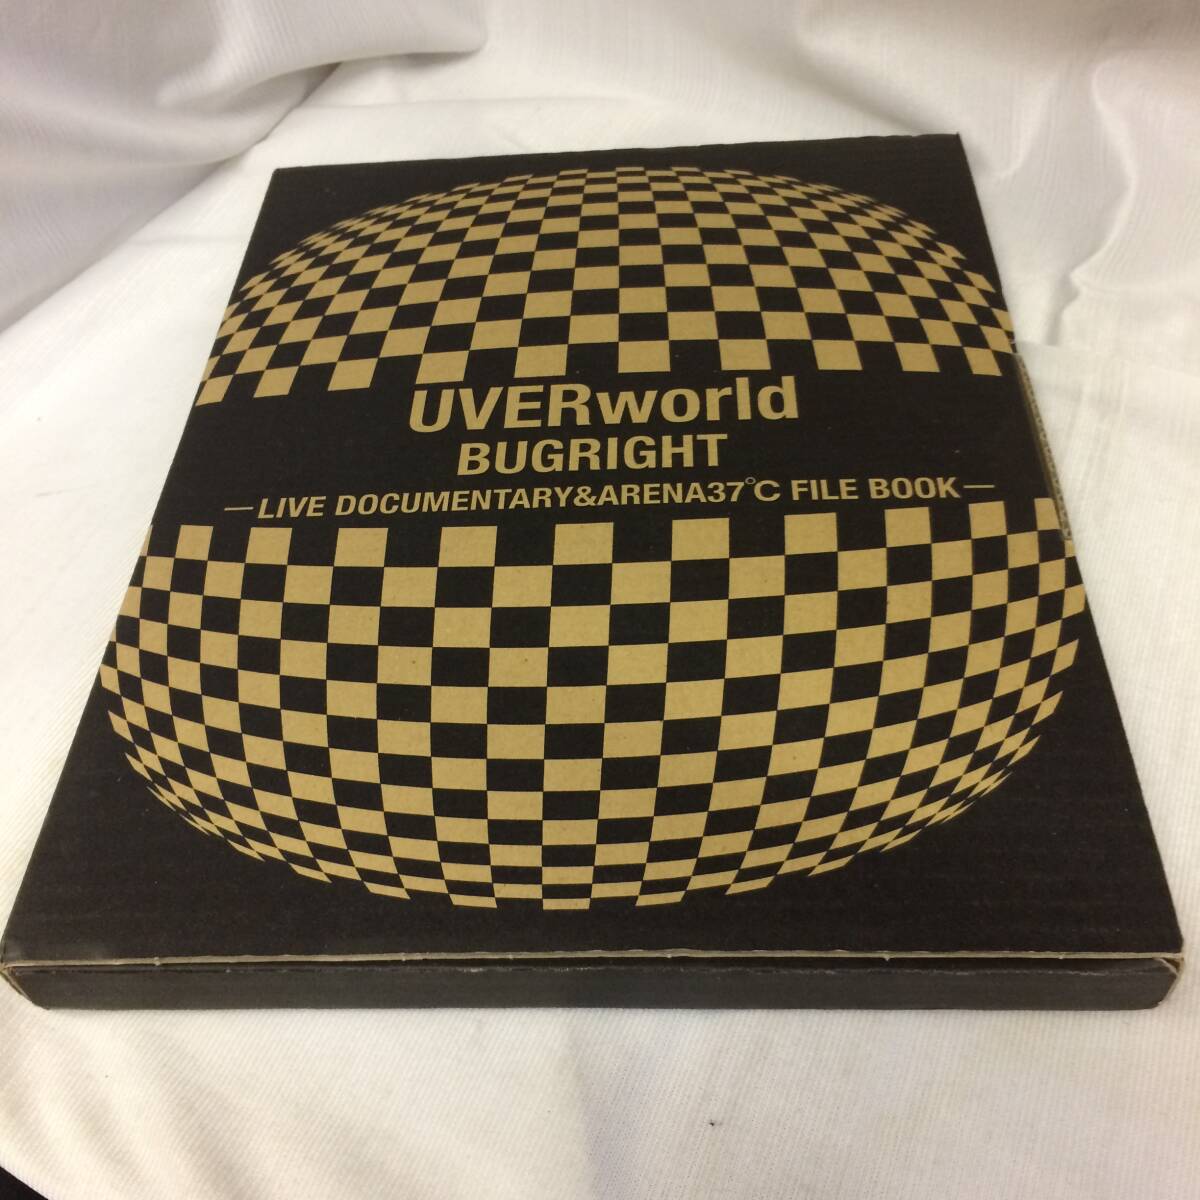 UVERworld
BUGRIGHT
—LIVE DOCUMENTARY&ARENA37℃ FILE BOOK—